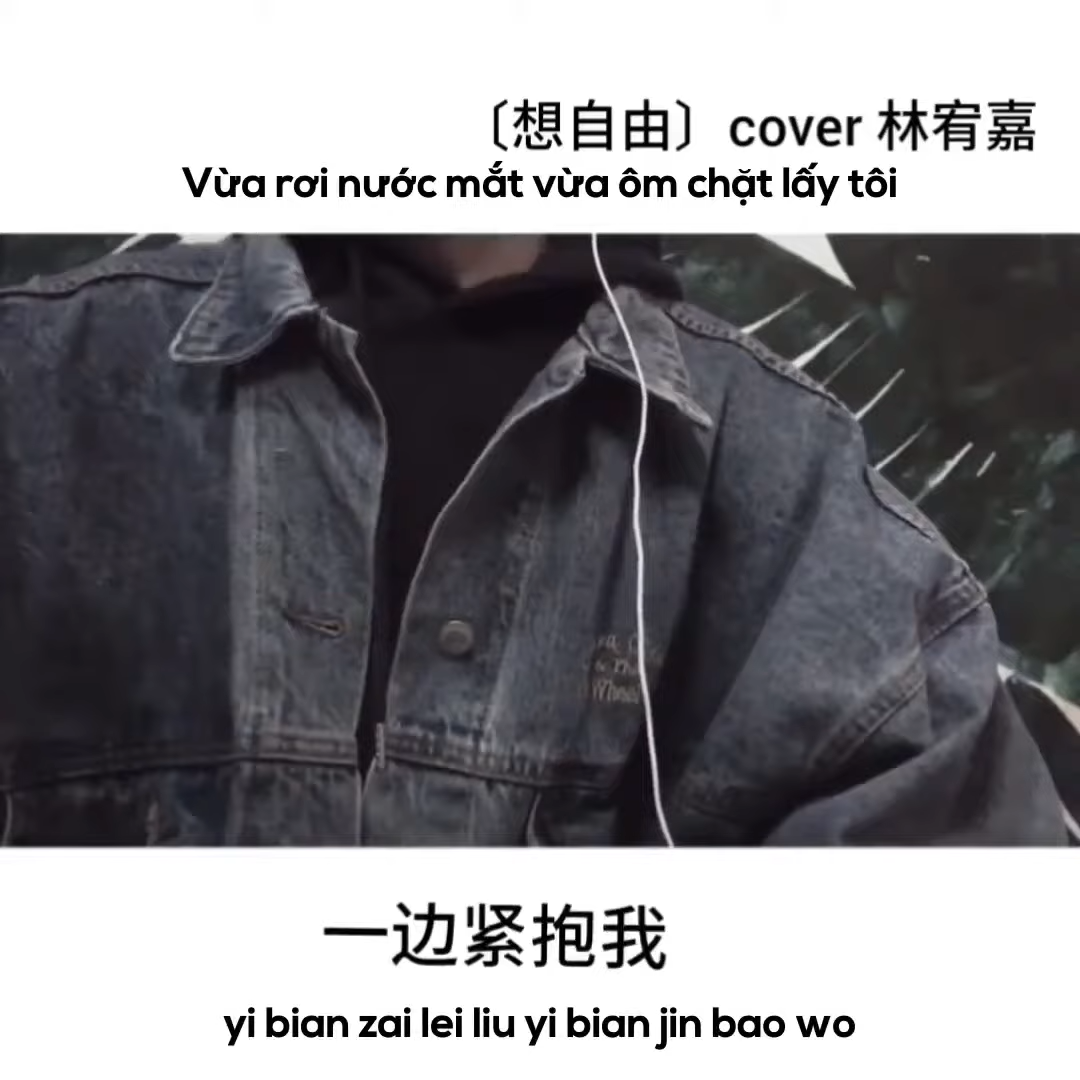 〔想自由〕cover 林宥嘉
Vừa rơi nước mắt vừa ôm chặt lấy tôi
一边紧抱我
yi bian zai lei liu yi bian jin bao wo